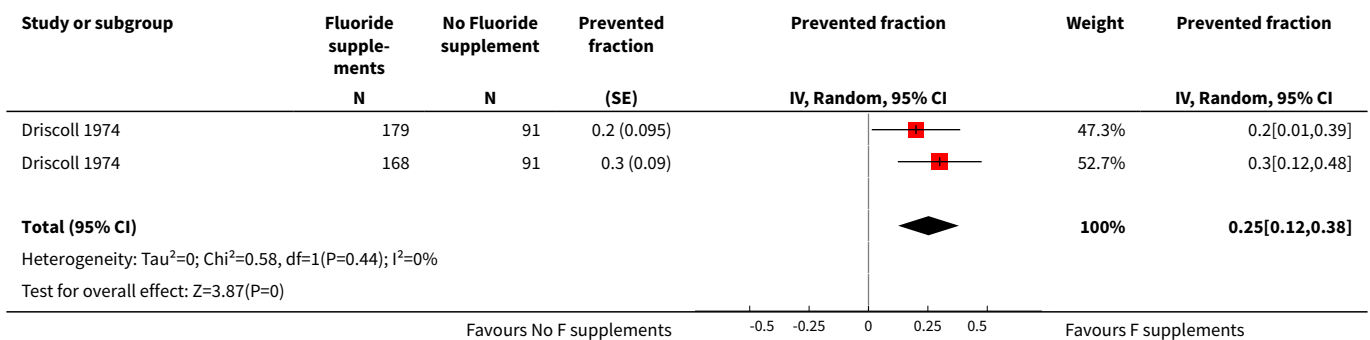 Study or subgroup Fluoride No Fluoride Prevented Prevented fraction Weight Prevented fraction
supple- supplement fraction
ments
N N (SE) IV, Random, 95% CI IV, Random, 95% CI
Driscoll 1974 179 91 0.2 (0.095) 47.3% 0.2[0.01,0.39]
Driscoll 1974 168 91 0.3 (0.09) 52.7% 0.3[0.12,0.48]
Total (95% CI) 100% 0.25[0.12,0.38]
Heterogeneity: Tau²=0; Chi²=0.58, df=1(P=0.44); I²=0%
Test for overall effect: Z=3.87(P=0)
Favours No F supplements -0.5 -0.25 0 0.25 0.5 Favours F supplements